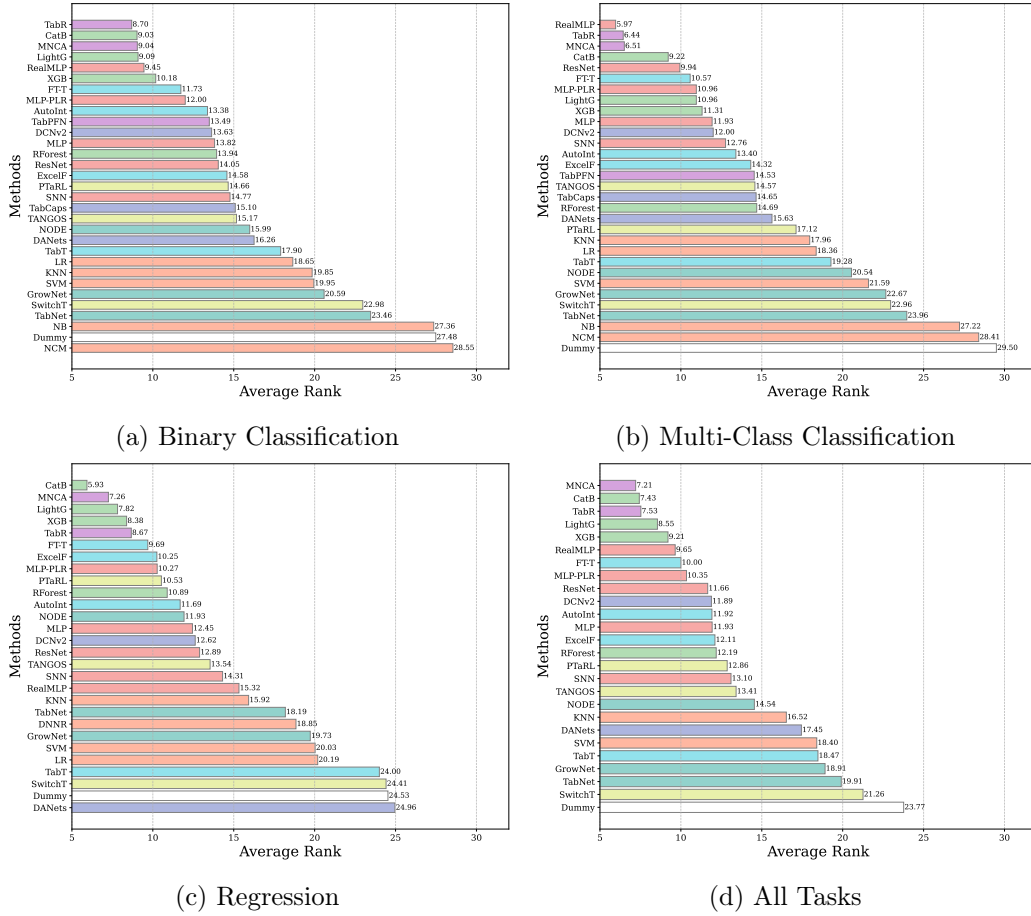 TabR 8.70
CatB 9.03
MNCA 9.04
LightG 9.09
RealMLP 9.45
XGB 10.18
FT-T 11.73
MLP-PLR 12.00
AutoInt 13.38
TabPFN 13.49
DCNv2 13.63
MLP 13.82
RForest 13.94
ResNet 14.05
ExcelF 14.58
PTaRL 14.66
SNN 14.77
TabCaps 15.10
TANGOS 15.17
NODE 15.99
DANets 16.26
TabT 17.90
LR 18.65
KNN 19.85
SVM 19.95
GrowNet 20.59
SwitchT 22.98
TabNet 23.46
NB 27.36
Dummy 27.48
NCM 28.55
Methods
5 10 15 20 25 30
Average Rank
(a) Binary Classification
RealMLP 5.97
TabR 6.44
MNCA 6.51
CatB 9.22
ResNet 9.94
FT-T 10.57
MLP-PLR 10.96
LightG 10.96
XGB 11.31
MLP 11.93
DCNv2 12.00
SNN 12.76
AutoInt 13.40
ExcelF 14.32
TabPFN 14.53
TANGOS 14.57
TabCaps 14.65
RForest 14.69
DANets 15.63
PTaRL 17.12
KNN 17.96
LR 18.36
TabT 19.28
NODE 20.54
SVM 21.59
GrowNet 22.67
SwitchT 22.96
TabNet 23.96
NB 27.22
NCM 28.41
Dummy 29.50
Methods
5 10 15 20 25 30
Average Rank
(b) Multi-Class Classification
CatB 5.93
MNCA 7.26
LightG 7.82
XGB 8.38
TabR 8.67
FT-T 9.69
ExcelF 10.25
MLP-PLR 10.27
PTaRL 10.53
RForest 10.89
AutoInt 11.69
NODE 11.93
MLP 12.45
DCNv2 12.62
ResNet 12.89
TANGOS 13.54
SNN 14.31
RealMLP 15.32
KNN 15.92
TabNet 18.19
DNNR 18.85
GrowNet 19.73
SVM 20.03
LR 20.19
TabT 24.00
SwitchT 24.41
Dummy 24.53
DANets 24.96
Methods
5 10 15 20 25 30
Average Rank
(c) Regression
MNCA 7.21
CatB 7.43
TabR 7.53
LightG 8.55
XGB 9.21
RealMLP 9.65
FT-T 10.00
MLP-PLR 10.35
ResNet 11.66
DCNv2 11.89
AutoInt 11.92
MLP 11.93
ExcelF 12.11
RForest 12.19
PTaRL 12.86
SNN 13.10
TANGOS 13.41
NODE 14.54
KNN 16.52
DANets 17.45
SVM 18.40
TabT 18.47
GrowNet 18.91
TabNet 19.91
SwitchT 21.26
Dummy 23.77
Methods
5 10 15 20 25 30
Average Rank
(d) All Tasks